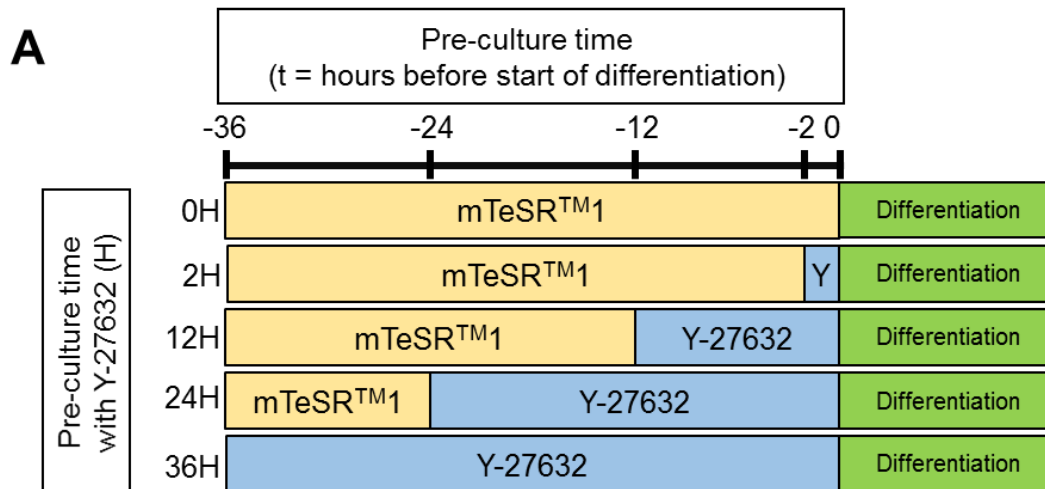 A
Pre-culture time
(t = hours before start of differentiation)
-36 -24 -12 -2 0
Pre-culture time
with Y-27632 (H)
0H mTeSR™1 Differentiation
2H mTeSR™1 Y Differentiation
12H mTeSR™1 Y-27632 Differentiation
24H mTeSR™1 Y-27632 Differentiation
36H Y-27632 Differentiation